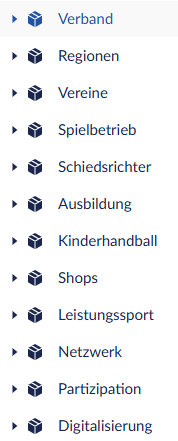 Verband
Regionen
Vereine
Spielbetrieb
Schiedsrichter
Ausbildung
Kinderhandball
Shops
Leistungssport
Netzwerk
Partizipation
Digitalisierung